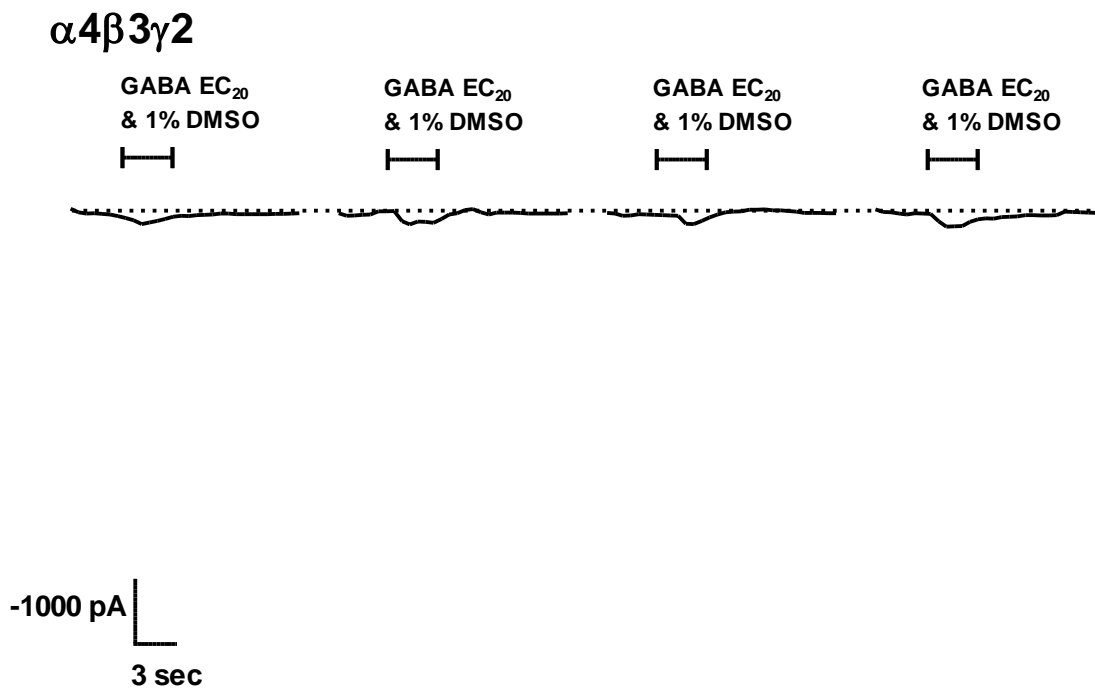 α4β3γ2
GABA EC₂₀
& 1% DMSO
GABA EC₂₀
& 1% DMSO
GABA EC₂₀
& 1% DMSO
GABA EC₂₀
& 1% DMSO
-1000 pA
3 sec